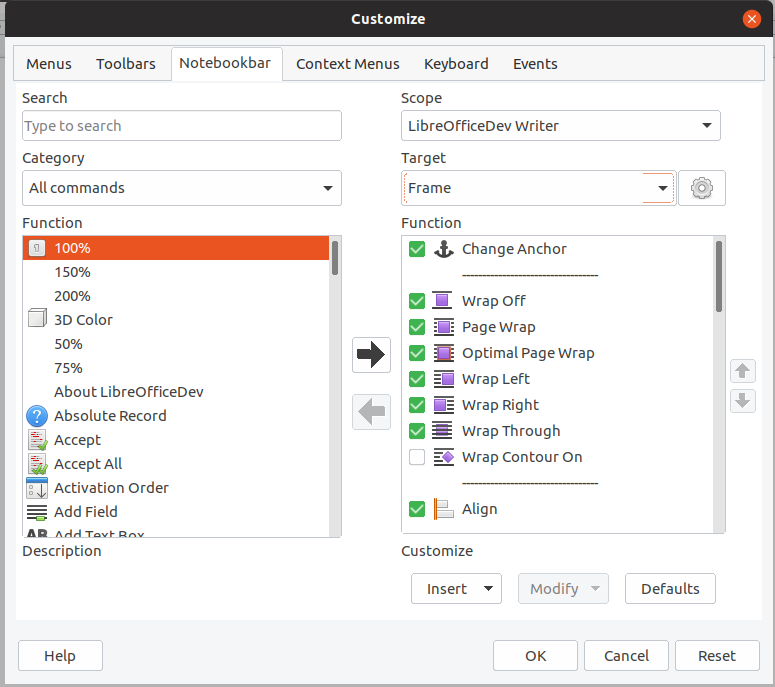 Customize
Menus Toolbars Notebookbar Context Menus Keyboard Events
Search
Type to search
Category
All commands
Function
100%
150%
200%
3D Color
50%
75%
About LibreOfficeDev
Absolute Record
Accept
Accept All
Activation Order
Add Field
Add Text Box
Description
Scope
LibreOfficeDev Writer
Target
Frame
Function
Change Anchor
----------------------------------
Wrap Off
Page Wrap
Optimal Page Wrap
Wrap Left
Wrap Right
Wrap Through
Wrap Contour On
----------------------------------
Align
Customize
Insert Modify Defaults
Help OK Cancel Reset